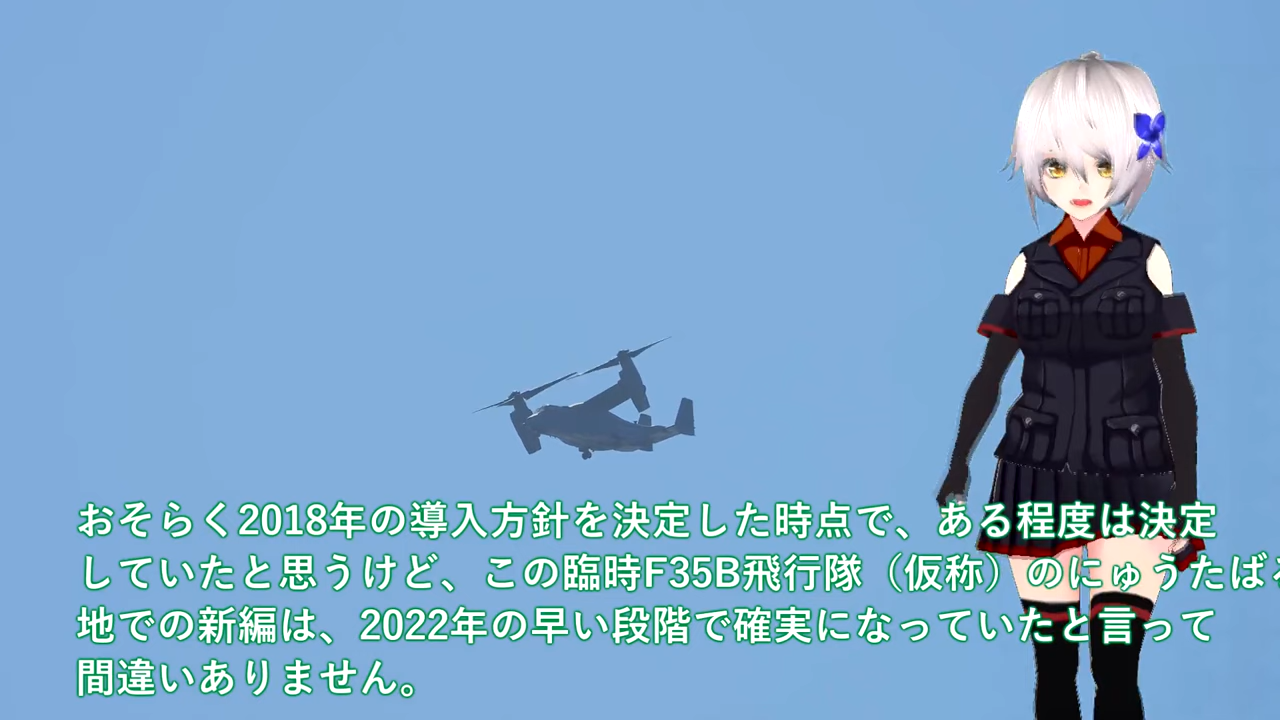 おそらく2018年の導入方針を決定した時点で、ある程度は決定
していたと思うけど、この臨時F35B飛行隊（仮称）のにゅうたばる
地での新編は、2022年の早い段階で確実になっていたと言って
間違いありません。